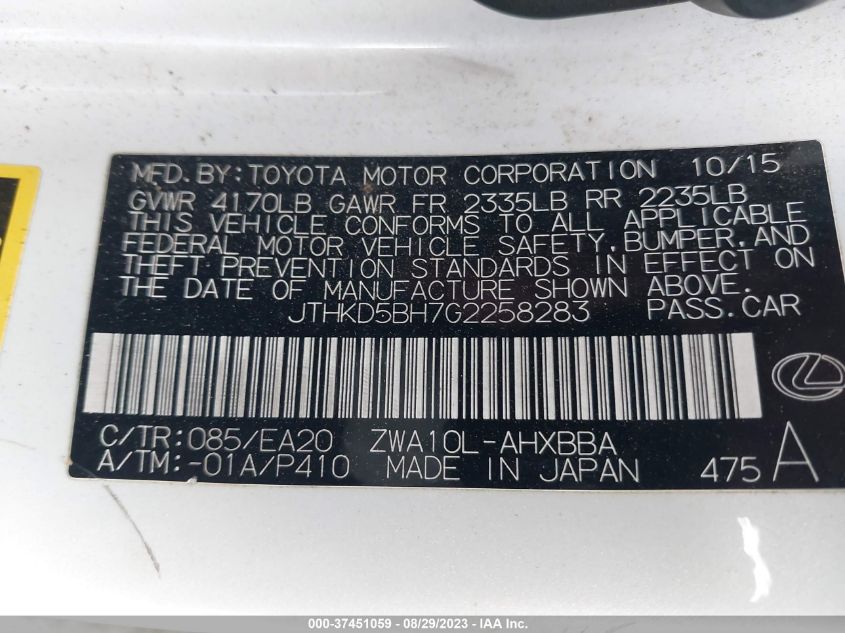 MFD. BY: TOYOTA MOTOR CORPORATION 10/15
GVWR 4170LB GAWR FR 2335LB RR 2235LB
THIS VEHICLE CONFORMS TO ALL APPLICABLE
FEDERAL MOTOR VEHICLE SAFETY, BUMPER, AND
THEFT PREVENTION STANDARDS IN EFFECT ON
THE DATE OF MANUFACTURE SHOWN ABOVE.
JTHKD5BH7G2258283 PASS. CAR
C/TR: 085/EA20 ZWA10L-AHXBBA
A/TM: -01A/P410 MADE IN JAPAN 475 A
000-37451059 - 08/29/2023 - IAA Inc.